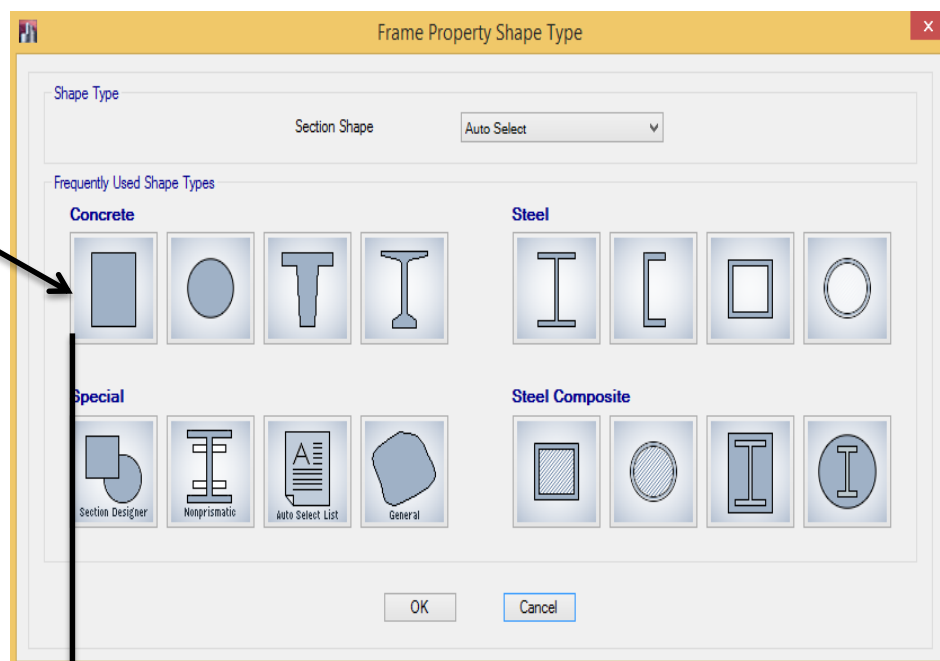 Frame Property Shape Type
x
Shape Type
Section Shape
Auto Select
Frequently Used Shape Types
Concrete
Steel
Special
Steel Composite
Section Designer
Nonprismatic
A
Auto Select List
General
OK
Cancel